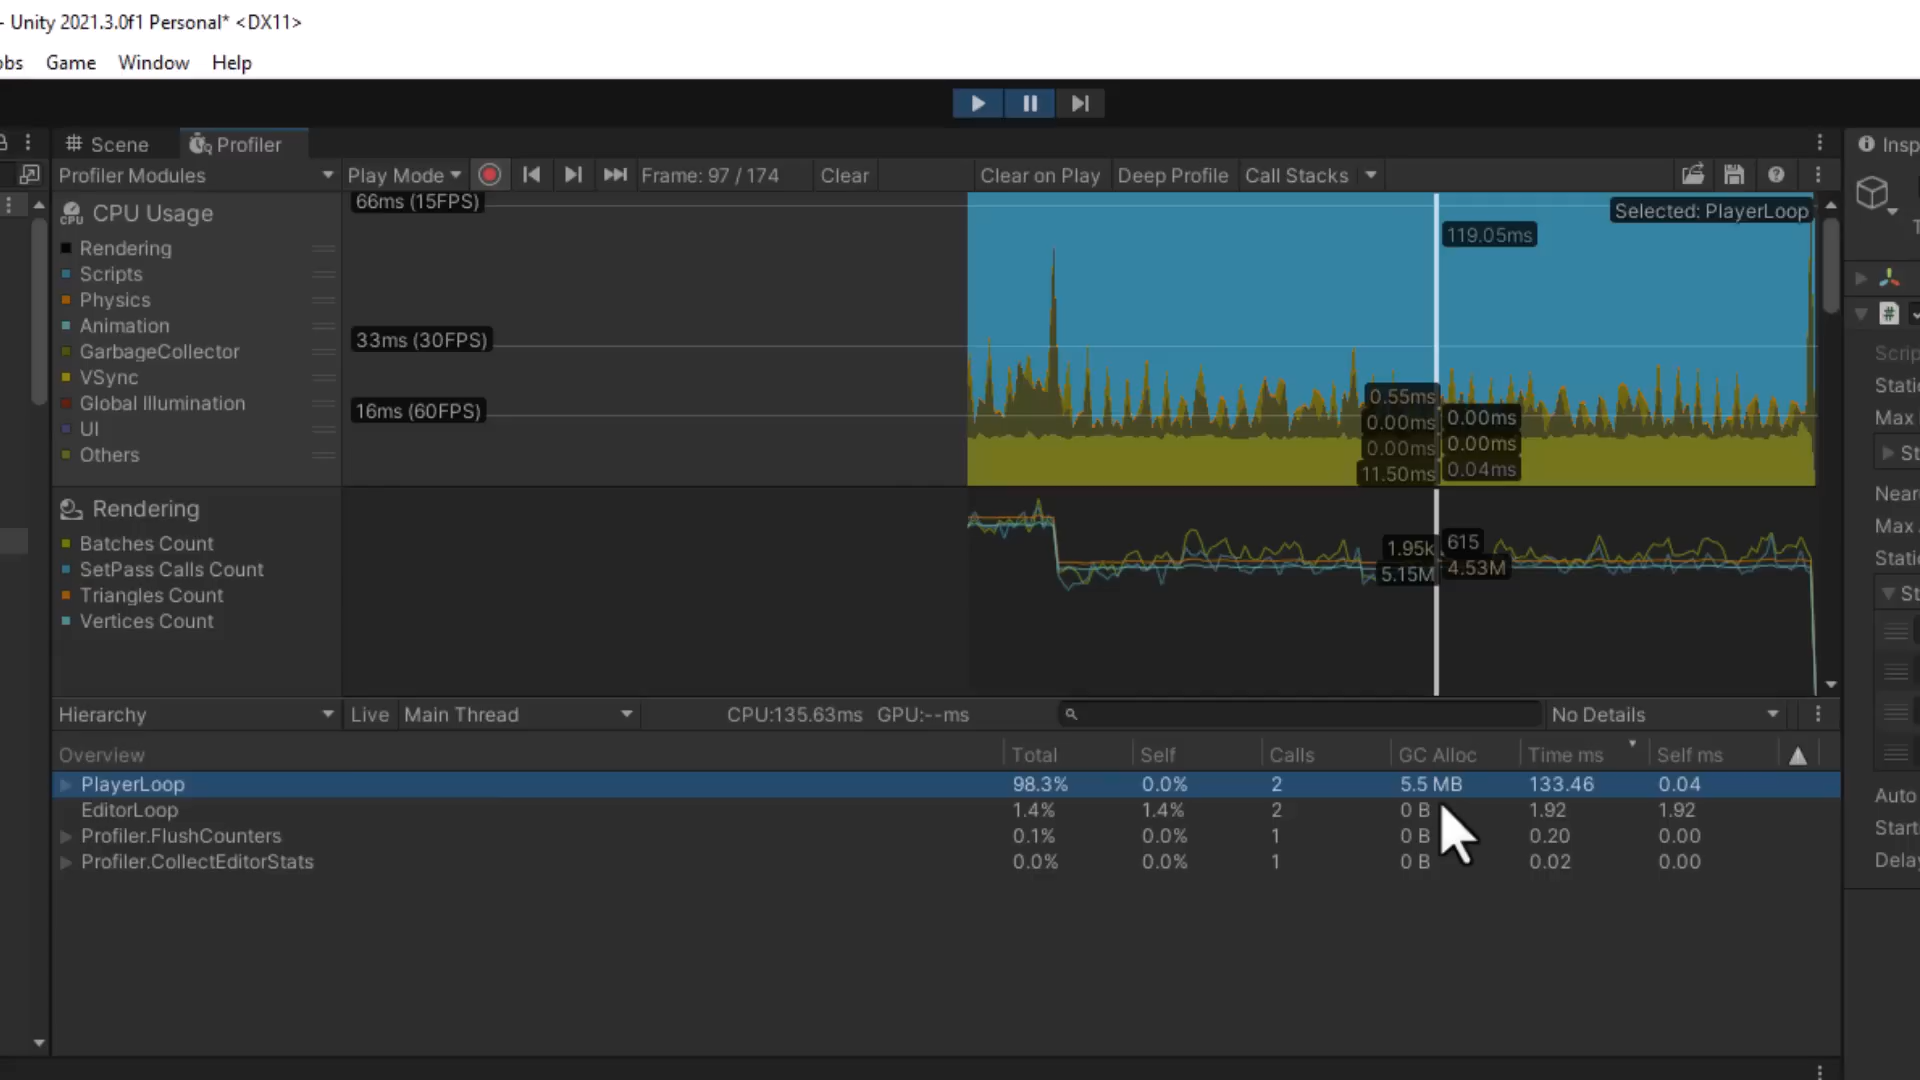 - Unity 2021.3.0f1 Personal* <DX11>
obs Game Window Help
Scene Profiler Insp
Profiler Modules Play Mode Frame: 97 / 174 Clear Clear on Play Deep Profile Call Stacks
CPU Usage
Rendering
Scripts
Physics
Animation
GarbageCollector
VSync
Global Illumination
UI
Others
66ms (15FPS)
33ms (30FPS)
16ms (60FPS)
Selected: PlayerLoop
119.05ms
0.55ms
0.00ms 0.00ms
0.00ms 0.00ms
11.50ms 0.04ms
Rendering
Batches Count
SetPass Calls Count
Triangles Count
Vertices Count
1.95k 615
5.15M 4.53M
Hierarchy Live Main Thread CPU:135.63ms GPU:--ms No Details
Overview Total Self Calls GC Alloc Time ms Self ms
PlayerLoop 98.3% 0.0% 2 5.5 MB 133.46 0.04
EditorLoop 1.4% 1.4% 2 0 B 1.92 1.92
Profiler.FlushCounters 0.1% 0.0% 1 0 B 0.20 0.00
Profiler.CollectEditorStats 0.0% 0.0% 1 0 B 0.02 0.00
T
Scrip
Stati
Max
St
Near
Max
Stati
St
Auto
Start
Delay